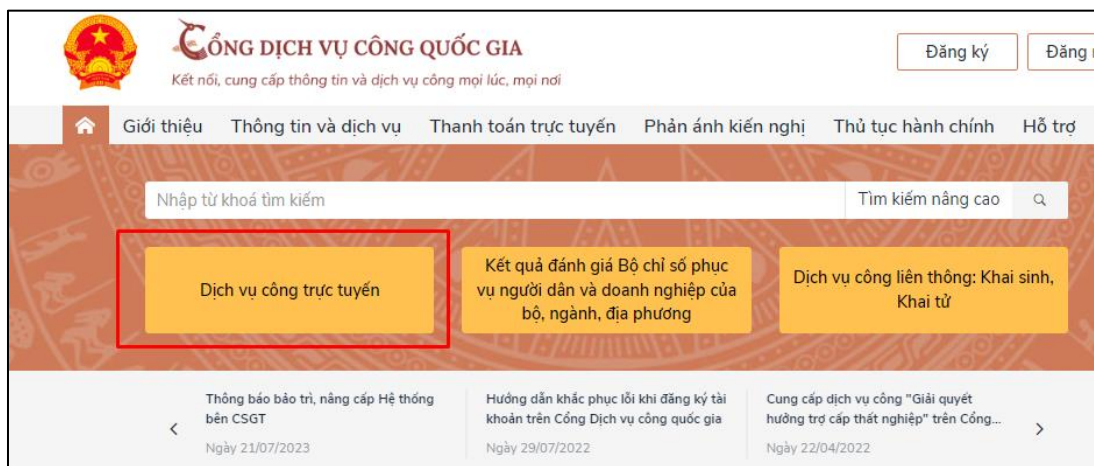 CỔNG DỊCH VỤ CÔNG QUỐC GIA
Kết nối, cung cấp thông tin và dịch vụ công mọi lúc, mọi nơi
Đăng ký
Đăng
Giới thiệu
Thông tin và dịch vụ
Thanh toán trực tuyến
Phản ánh kiến nghị
Thủ tục hành chính
Hỗ trợ
Nhập từ khoá tìm kiếm
Tìm kiếm nâng cao
Dịch vụ công trực tuyến
Kết quả đánh giá Bộ chỉ số phục
vụ người dân và doanh nghiệp của
bộ, ngành, địa phương
Dịch vụ công liên thông: Khai sinh,
Khai tử
Thông báo bảo trì, nâng cấp Hệ thống
bên CSGT
Ngày 21/07/2023
Hướng dẫn khắc phục lỗi khi đăng ký tài
khoản trên Cổng Dịch vụ công quốc gia
Ngày 29/07/2022
Cung cấp dịch vụ công "Giải quyết
hưởng trợ cấp thất nghiệp" trên Cổng...
Ngày 22/04/2022